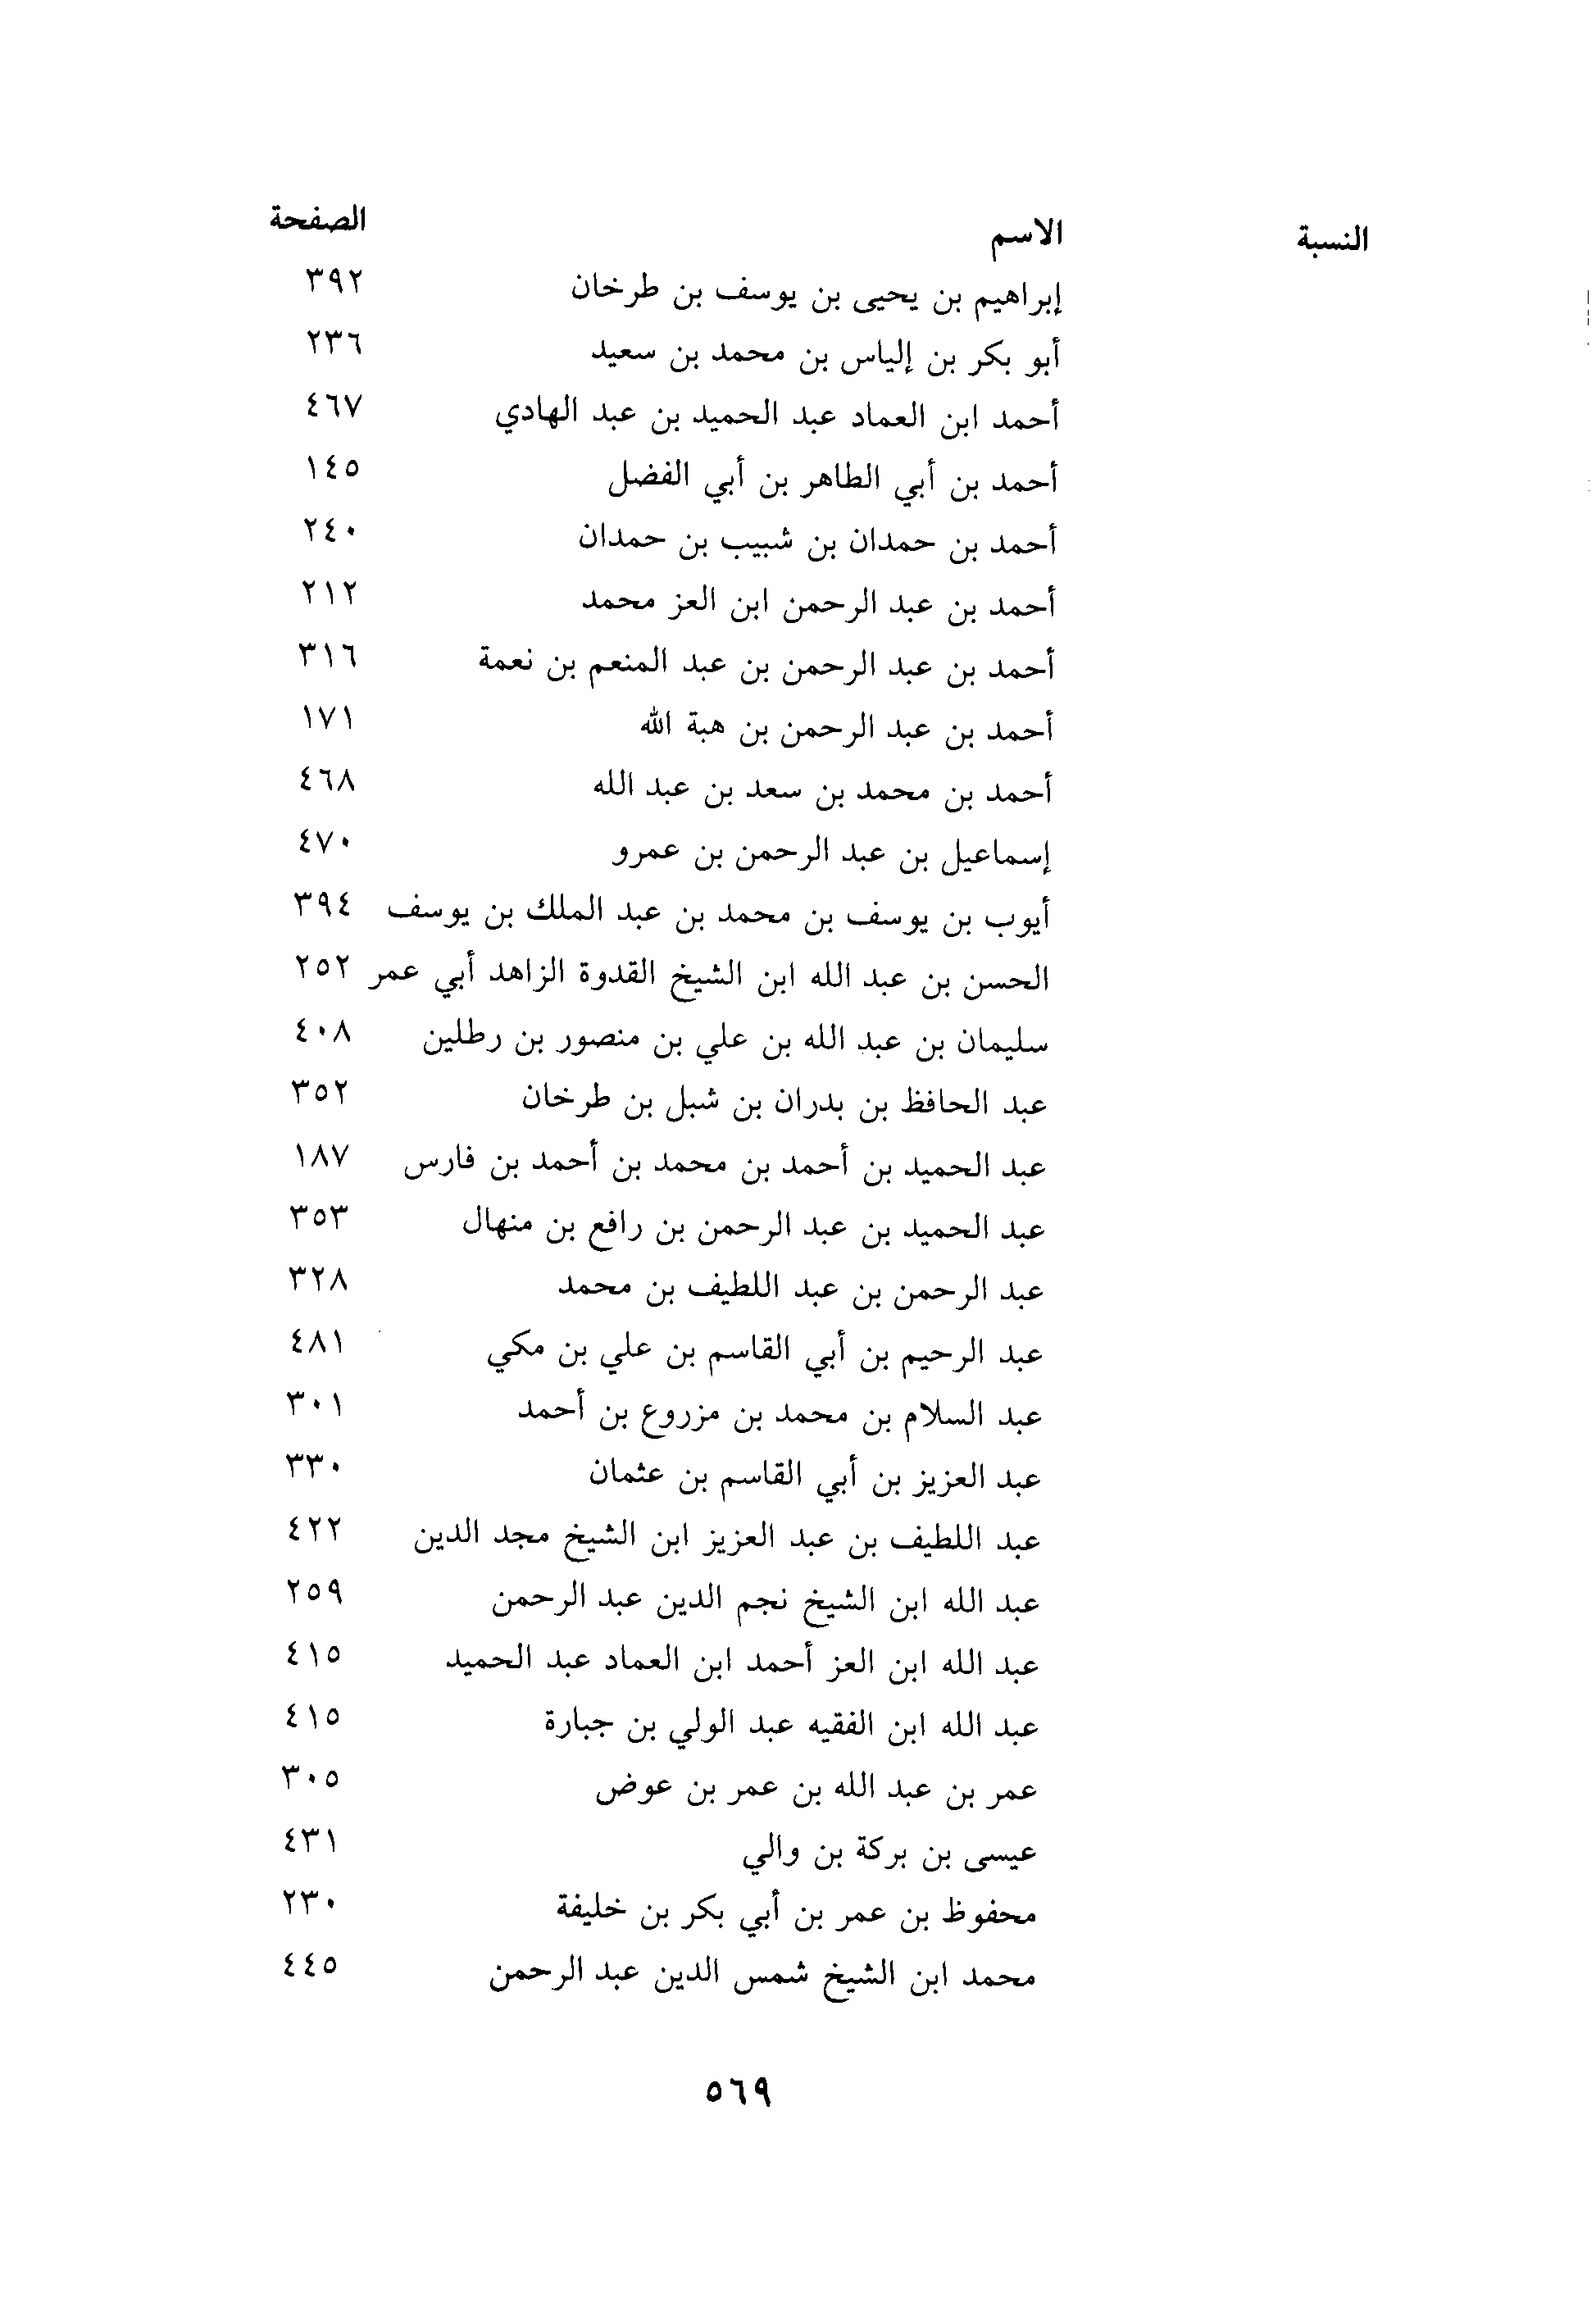 النسبة الاسم الصفحة
إبراهيم بن يحيى بن يوسف بن طرخان ٣٩٢
أبو بكر بن إلياس بن محمد بن سعيد ٢٣٦
أحمد ابن العماد عبد الحميد بن عبد الهادي ٤٦٧
أحمد بن أبي الطاهر بن أبي الفضل ١٤٥
أحمد بن حمدان بن شبيب بن حمدان ٢٤٠
أحمد بن عبد الرحمن ابن العز محمد ٢١٢
أحمد بن عبد الرحمن بن عبد المنعم بن نعمة ٣١٦
أحمد بن عبد الرحمن بن هبة الله ١٧١
أحمد بن محمد بن سعد بن عبد الله ٤٦٨
إسماعيل بن عبد الرحمن بن عمرو ٤٧٠
أيوب بن يوسف بن محمد بن عبد الملك بن يوسف ٣٩٤
الحسن بن عبد الله ابن الشيخ القدوة الزاهد أبي عمر ٢٥٢
سليمان بن عبد الله بن علي بن منصور بن رطلين ٤٠٨
عبد الحافظ بن بدران بن شبل بن طرخان ٣٥٢
عبد الحميد بن أحمد بن محمد بن أحمد بن فارس ١٨٧
عبد الحميد بن عبد الرحمن بن رافع بن منهال ٣٥٣
عبد الرحمن بن عبد اللطيف بن محمد ٣٢٨
عبد الرحيم بن أبي القاسم بن علي بن مكي ٤٨١
عبد السلام بن محمد بن مزروع بن أحمد ٣٠١
عبد العزيز بن أبي القاسم بن عثمان ٣٣٠
عبد اللطيف بن عبد العزيز ابن الشيخ مجد الدين ٤٢٢
عبد الله ابن الشيخ نجم الدين عبد الرحمن ٢٥٩
عبد الله ابن العز أحمد ابن العماد عبد الحميد ٤١٥
عبد الله ابن الفقيه عبد الولي بن جبارة ٤١٥
عمر بن عبد الله بن عمر بن عوض ٣٠٥
عيسى بن بركة بن والي ٤٣١
محفوظ بن عمر بن أبي بكر بن خليفة ٢٣٠
محمد ابن الشيخ شمس الدين عبد الرحمن ٤٤٥
٥٦٩